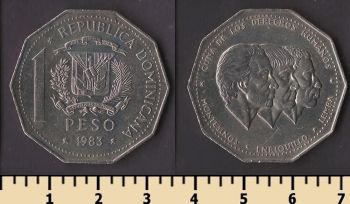 REPUBLICA DOMINICANA
1
PESO
1983
CUNA DE LOS DERECHOS HUMANOS
MONTESINOS ENRIQUILLO LEMBA
1 2 3 4 5 6 7